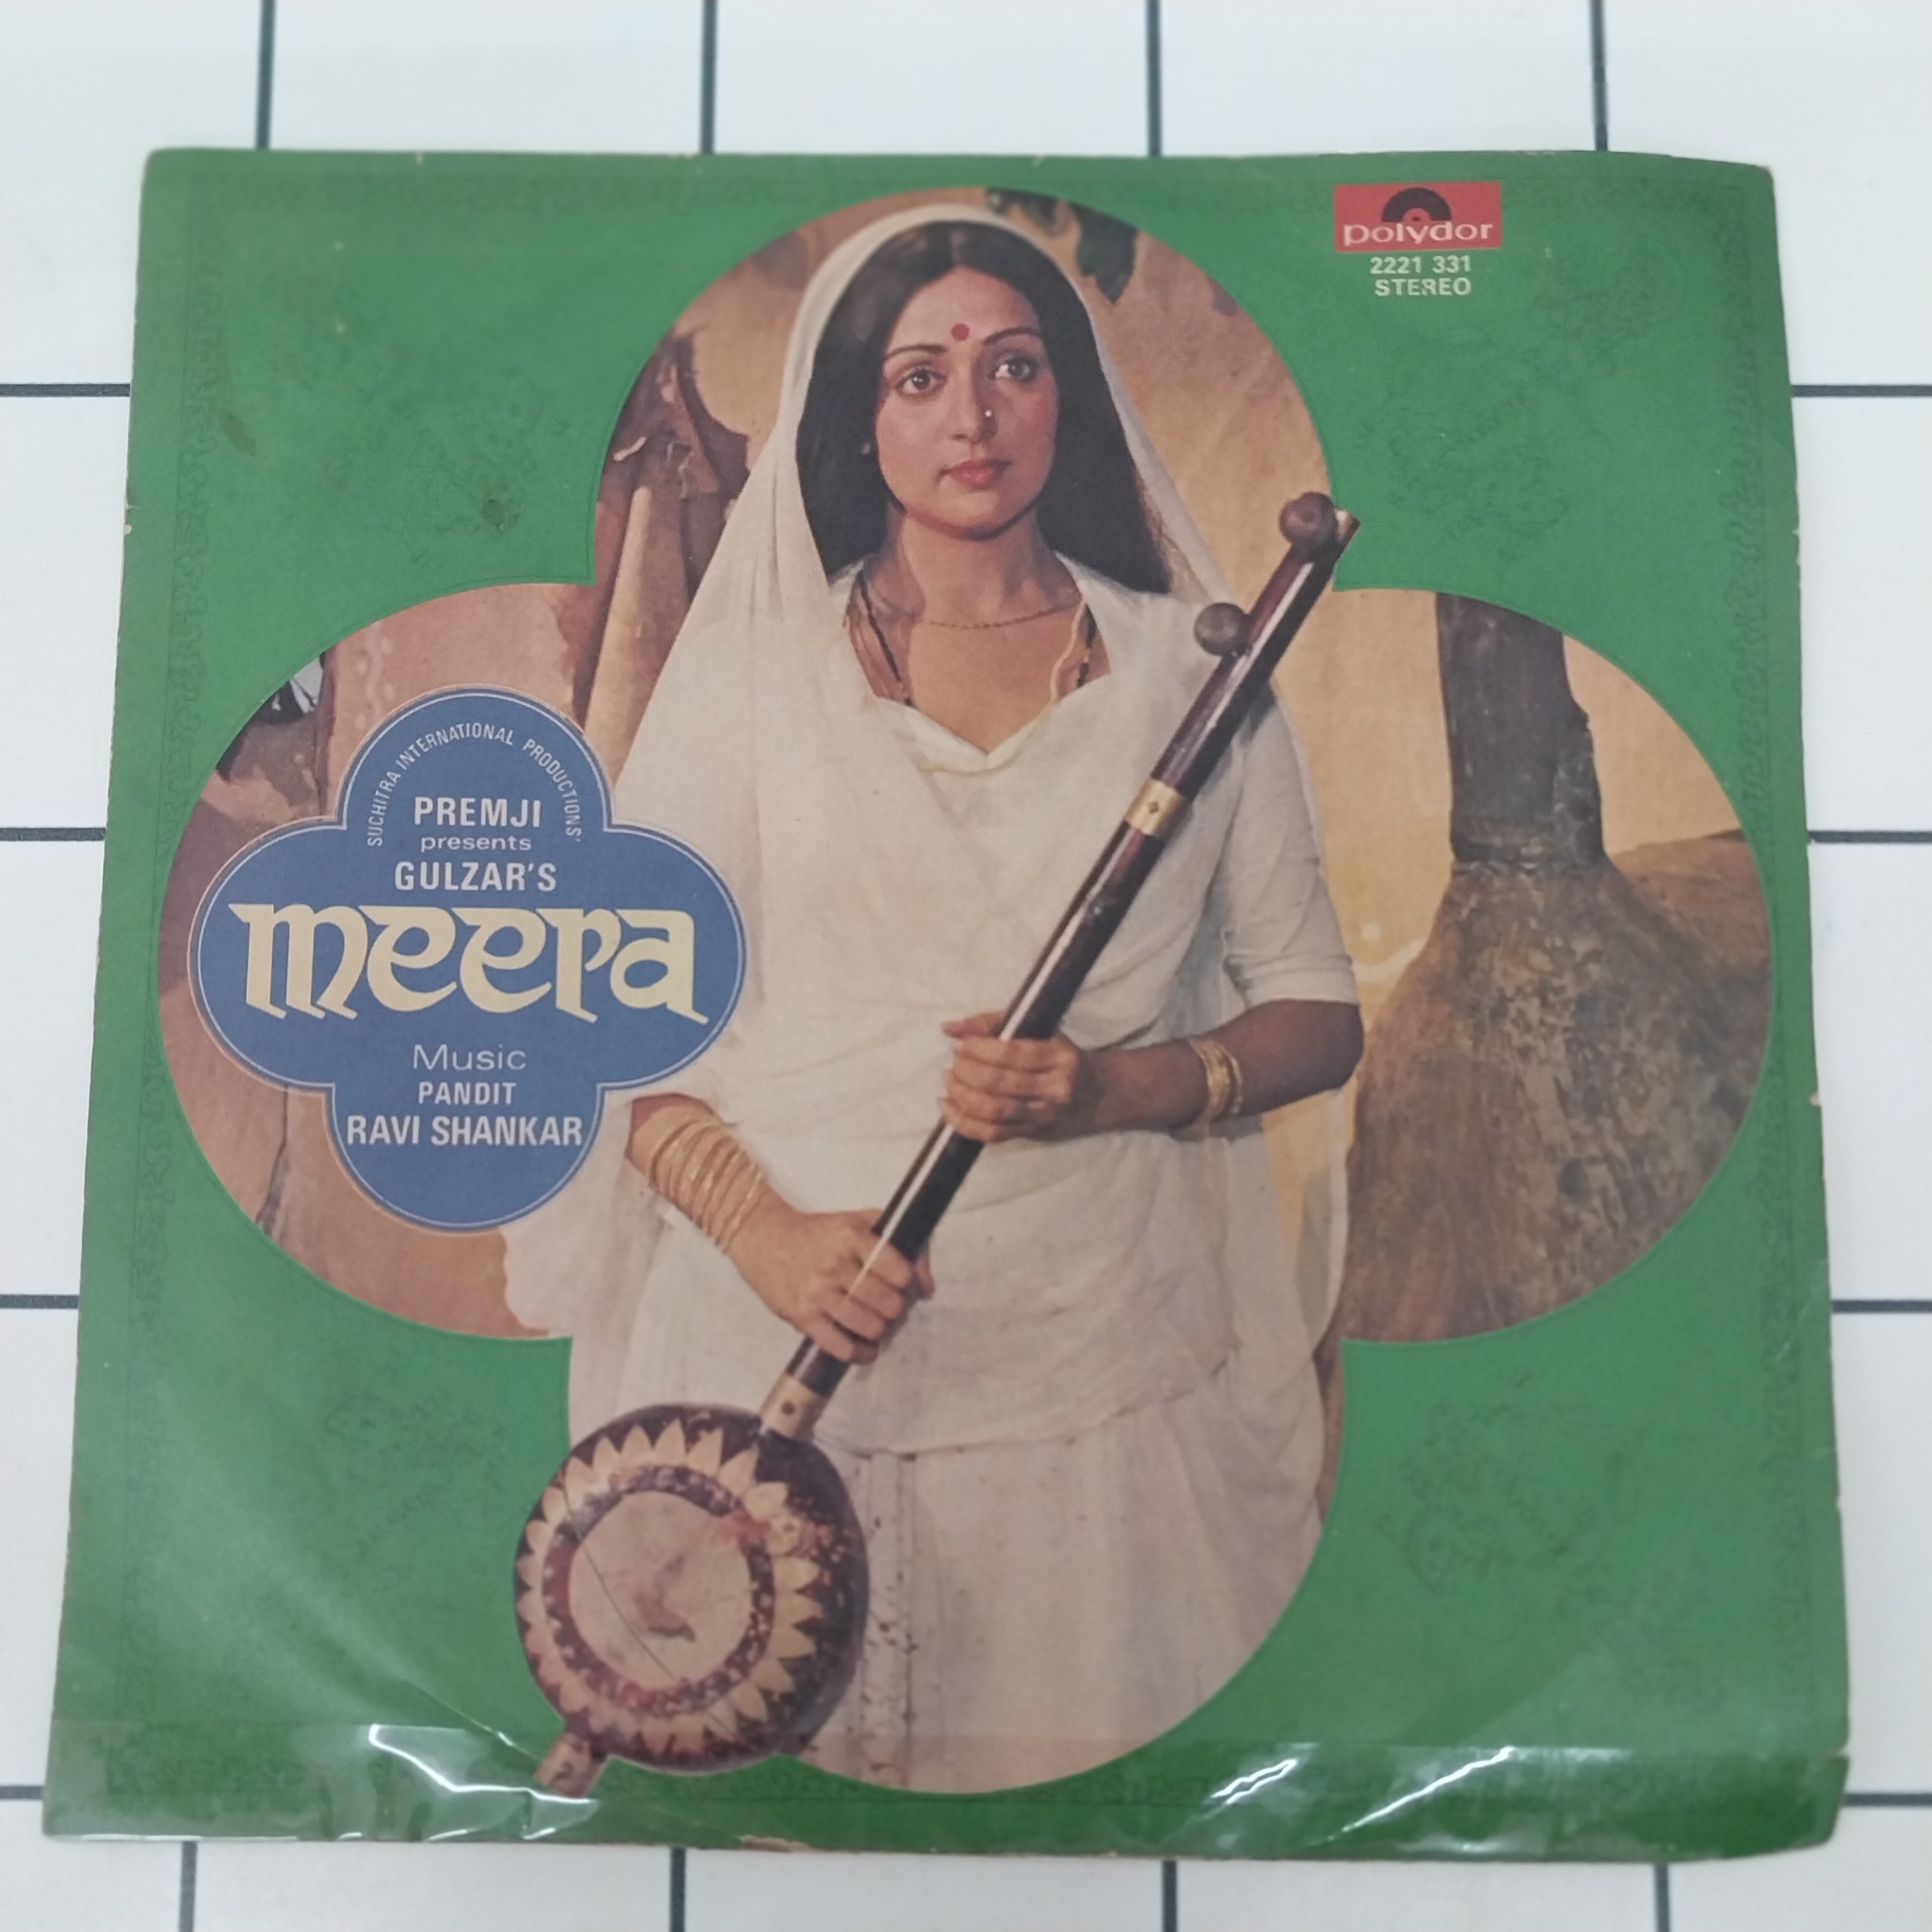 polydor
2221 331
STEREO
SUCHITRA INTERNATIONAL PRODUCTIONS'
PREMJI
presents
GULZAR'S
meera
Music
PANDIT
RAVI SHANKAR